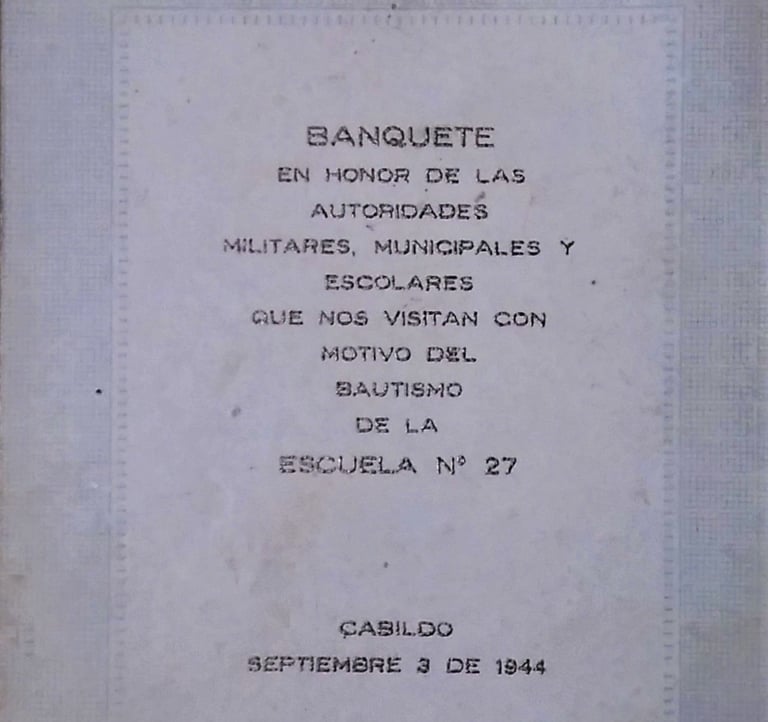 BANQUETE
EN HONOR DE LAS
AUTORIDADES
MILITARES, MUNICIPALES Y
ESCOLARES
QUE NOS VISITAN CON
MOTIVO DEL
BAUTISMO
DE LA
ESCUELA Nº 27
CABILDO
SEPTIEMBRE 3 DE 1944